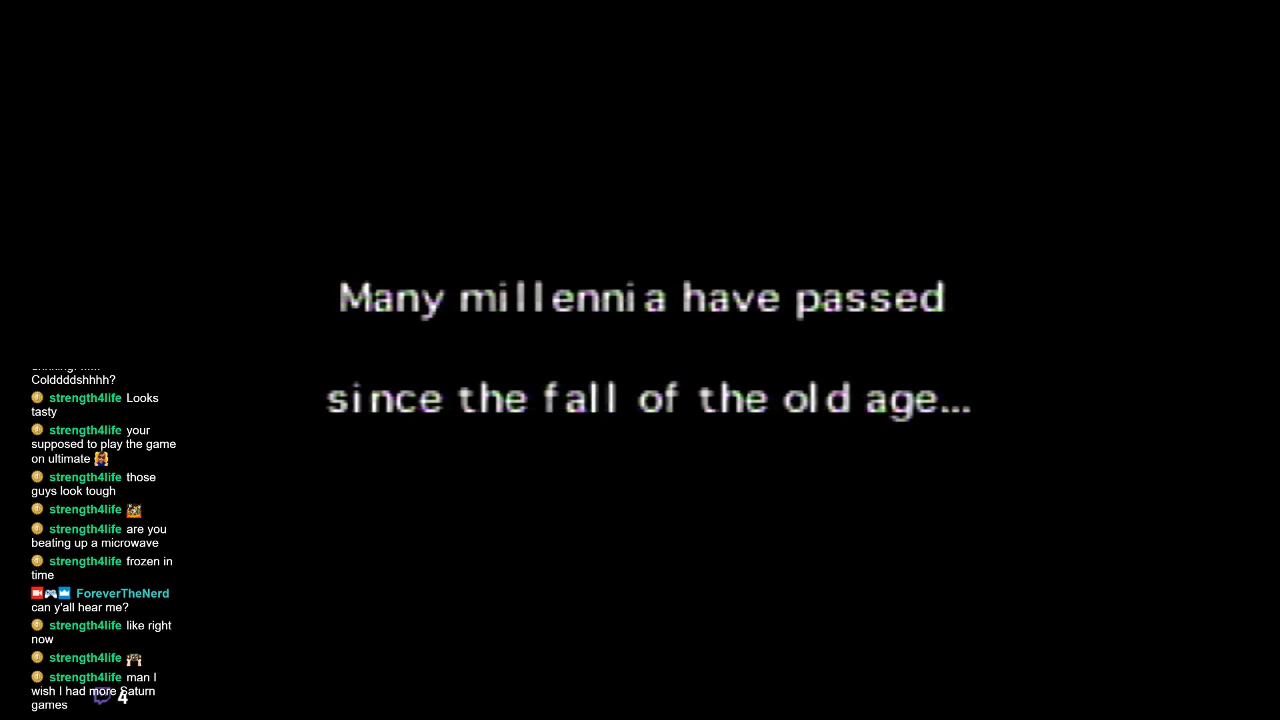 Many millennia have passed
since the fall of the old age...
Colddddshhhh?
strength4life Looks
tasty
strength4life your
supposed to play the game
on ultimate
strength4life those
guys look tough
strength4life
strength4life are you
beating up a microwave
strength4life frozen in
time
ForeverTheNerd
can y'all hear me?
strength4life like right
now
strength4life
strength4life man I
wish I had more Saturn
games
4